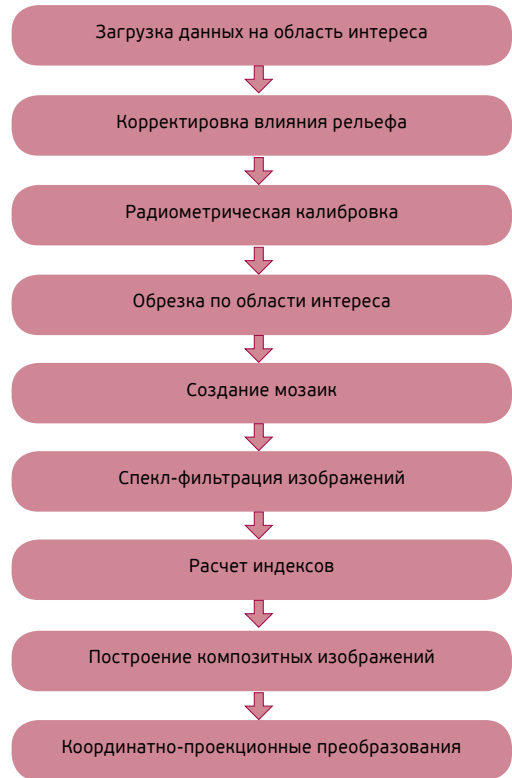 Загрузка данных на область интереса
Корректировка влияния рельефа
Радиометрическая калибровка
Обрезка по области интереса
Создание мозаик
Спекл-фильтрация изображений
Расчет индексов
Построение композитных изображений
Координатно-проекционные преобразования